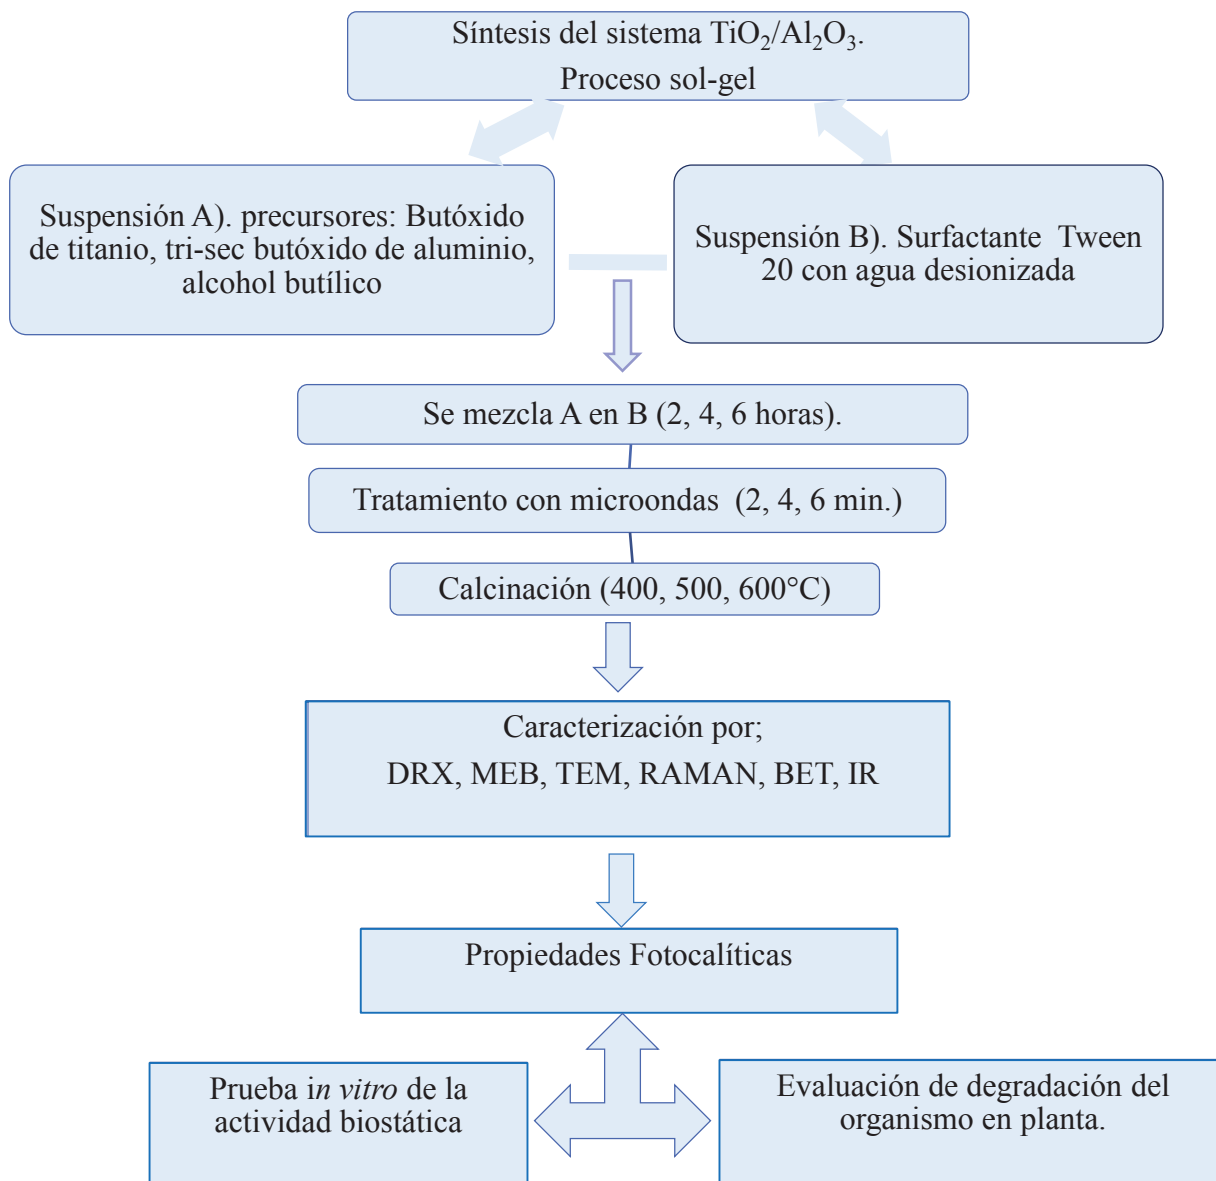 Síntesis del sistema TiO₂/Al₂O₃.
Proceso sol-gel
Suspensión A). precursores: Butóxido
de titanio, tri-sec butóxido de aluminio,
alcohol butílico
Suspensión B). Surfactante Tween
20 con agua desionizada
Se mezcla A en B (2, 4, 6 horas).
Tratamiento con microondas (2, 4, 6 min.)
Calcinación (400, 500, 600°C)
Caracterización por;
DRX, MEB, TEM, RAMAN, BET, IR
Propiedades Fotocalíticas
Prueba in vitro de la
actividad biostática
Evaluación de degradación del
organismo en planta.